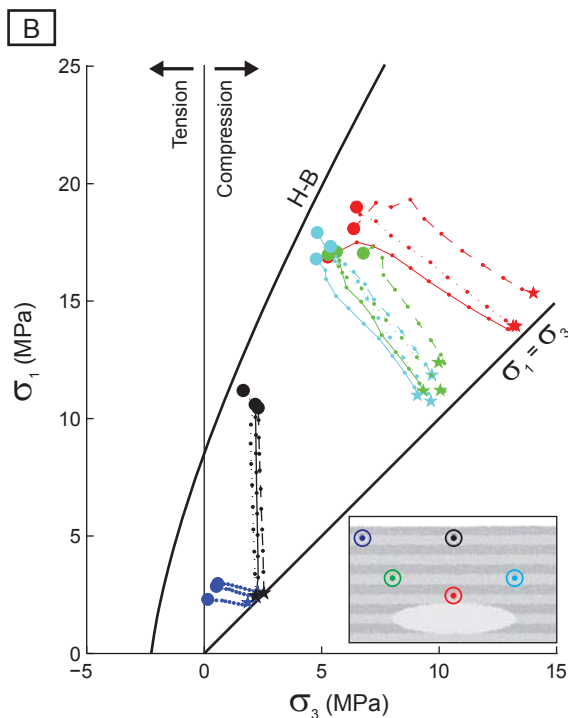 B
25
20
15
10
5
0
−5
0
5
10
15
σ1 (MPa)
σ3 (MPa)
Tension
Compression
H-B
σ1 = σ3